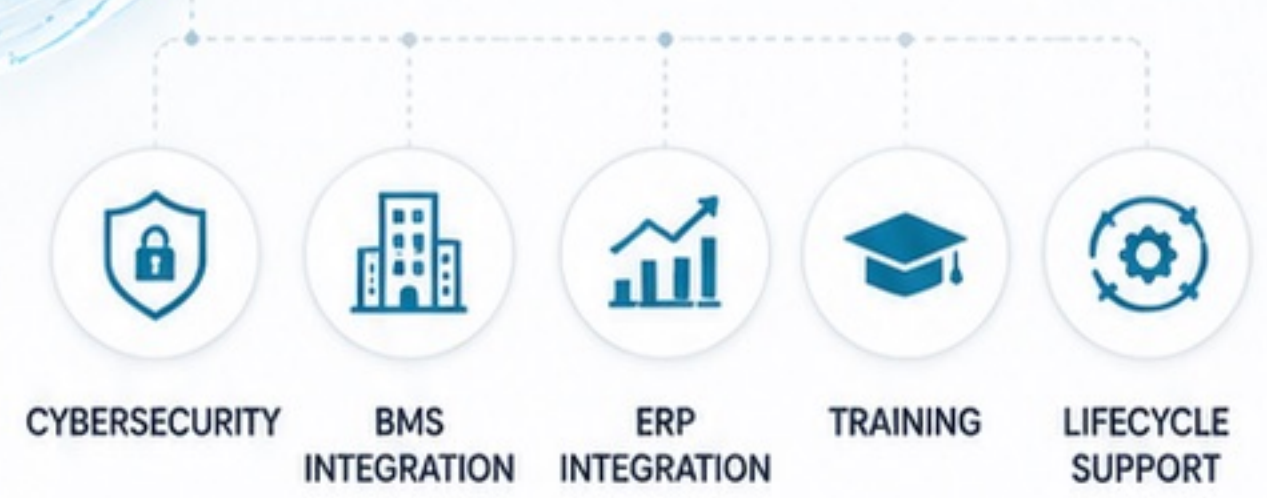 CYBERSECURITY
BMS
INTEGRATION
ERP
INTEGRATION
TRAINING
LIFECYCLE
SUPPORT